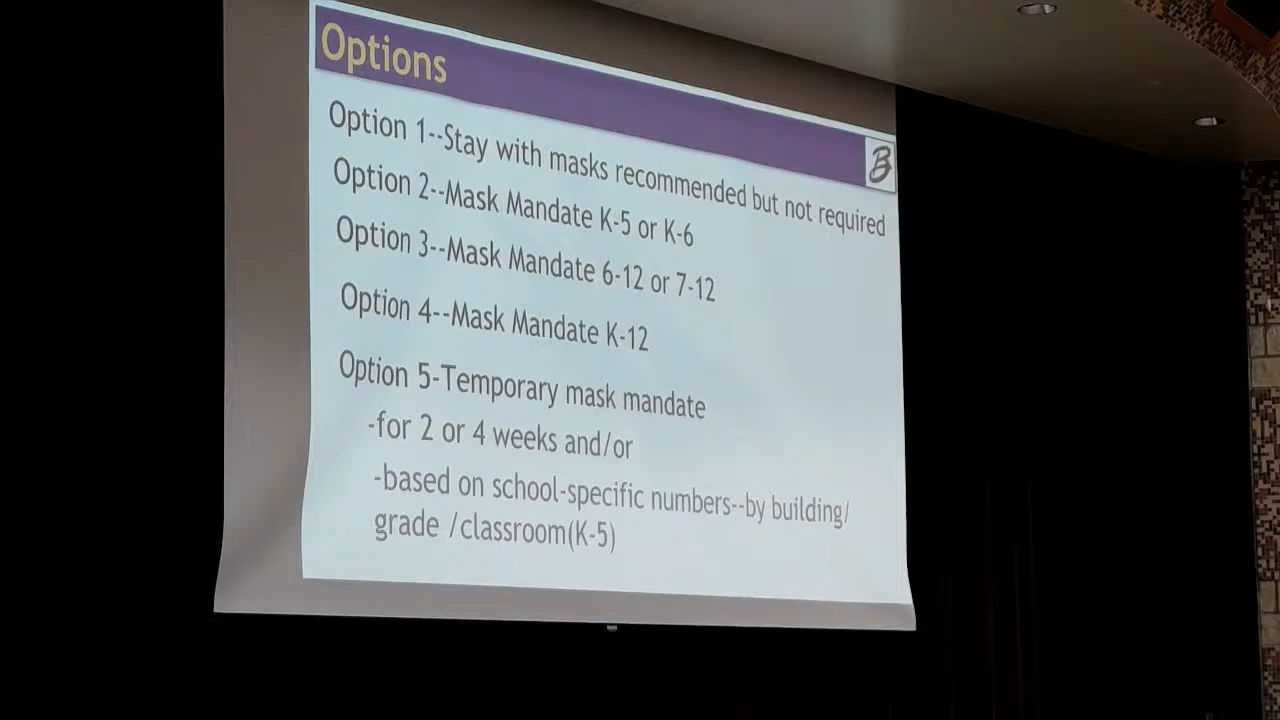 Options
B
Option 1--Stay with masks recommended but not required
Option 2--Mask Mandate K-5 or K-6
Option 3--Mask Mandate 6-12 or 7-12
Option 4--Mask Mandate K-12
Option 5-Temporary mask mandate
-for 2 or 4 weeks and/or
-based on school-specific numbers--by building/
grade /classroom(K-5)